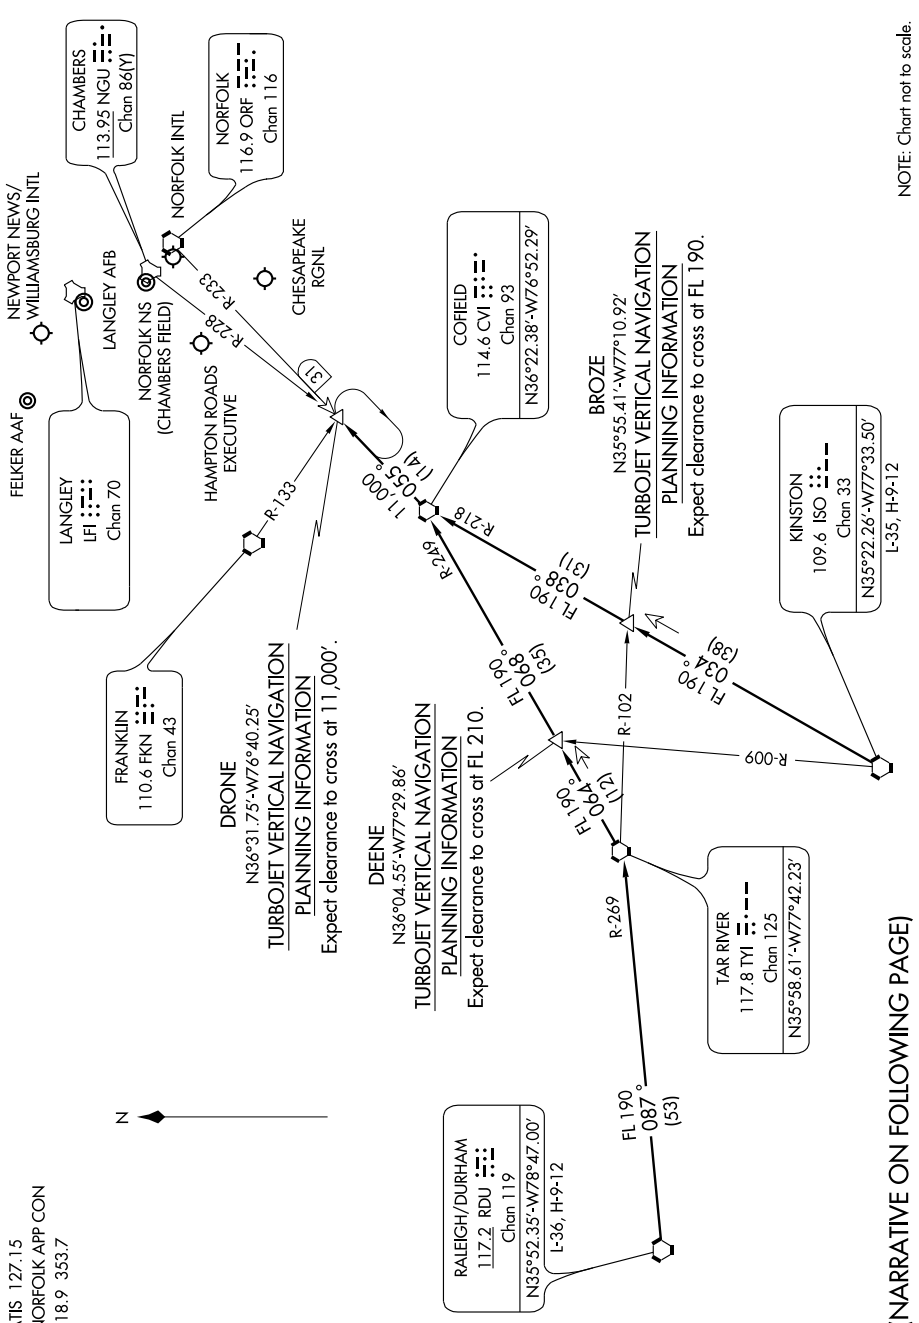 ATIS 127.15
NORFOLK APP CON
18.9 353.7
N
FELKER AAF
NEWPORT NEWS/
WILLIAMSBURG INTL
LANGLEY
LFI
Chan 70
LANGLEY AFB
CHAMBERS
113.95 NGU
Chan 86(Y)
NORFOLK NS
(CHAMBERS FIELD)
NORFOLK INTL
HAMPTON ROADS
EXECUTIVE
NORFOLK
116.9 ORF
Chan 116
CHESAPEAKE
RGNL
R-233
R-228
31
FRANKLIN
110.6 FKN
Chan 43
R-133
DRONE
N36°31.75'-W76°40.25'
TURBOJET VERTICAL NAVIGATION
PLANNING INFORMATION
Expect clearance to cross at 11,000'.
11,000
055°
(14)
DEENE
N36°04.55'-W77°29.86'
TURBOJET VERTICAL NAVIGATION
PLANNING INFORMATION
Expect clearance to cross at FL 210.
COFIELD
114.6 CVI
Chan 93
N36°22.38'-W76°52.29'
R-249
R-218
FL 190
068°
(35)
FL 190
038°
(31)
BROZE
N35°55.41'-W77°10.92'
TURBOJET VERTICAL NAVIGATION
PLANNING INFORMATION
Expect clearance to cross at FL 190.
RALEIGH/DURHAM
117.2 RDU
Chan 119
N35°52.35'-W78°47.00'
L-36, H-9-12
FL 190
087°
(53)
R-269
FL 190
064°
(12)
R-102
R-009
FL 190
034°
(38)
TAR RIVER
117.8 TYI
Chan 125
N35°58.61'-W77°42.23'
KINSTON
109.6 ISO
Chan 33
N35°22.26'-W77°33.50'
L-35, H-9-12
(NARRATIVE ON FOLLOWING PAGE)
NOTE: Chart not to scale.